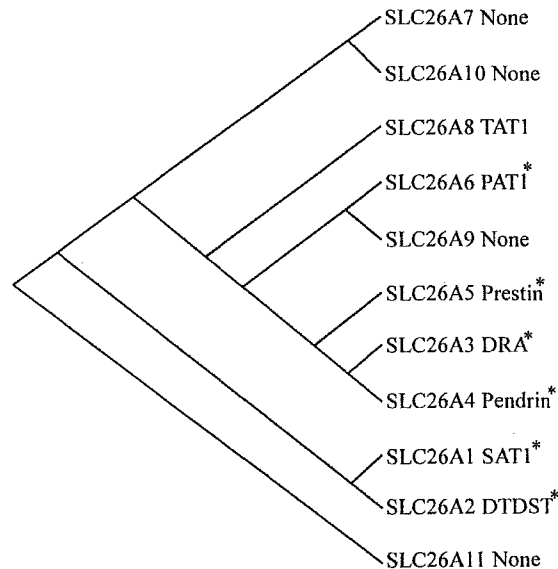 SLC26A7 None
SLC26A10 None
SLC26A8 TAT1
SLC26A6 PAT1*
SLC26A9 None
SLC26A5 Prestin*
SLC26A3 DRA*
SLC26A4 Pendrin*
SLC26A1 SAT1*
SLC26A2 DTDST*
SLC26A11 None